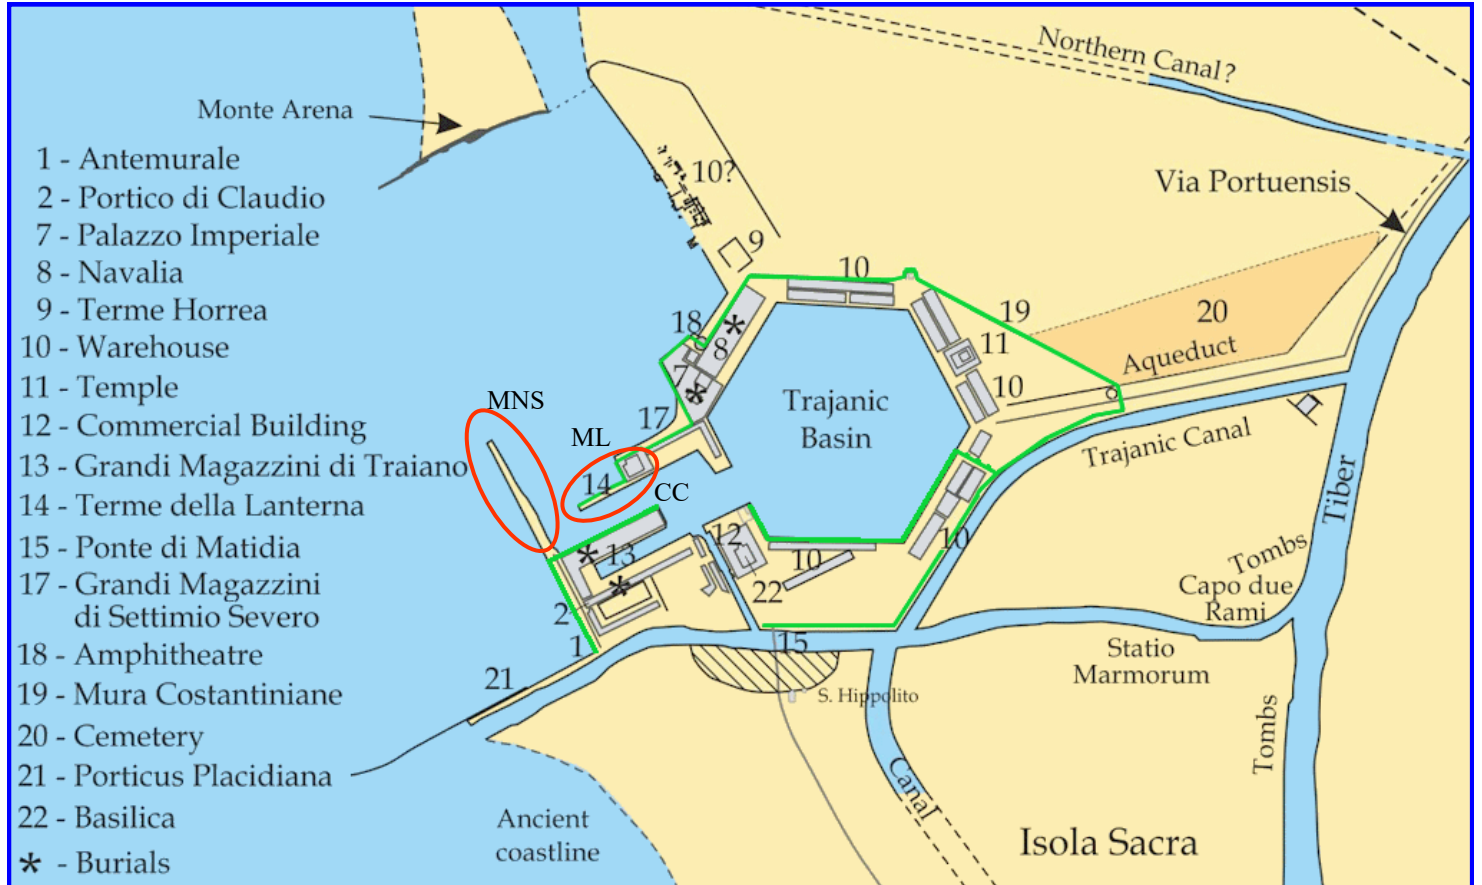 Northern Canal?
Monte Arena
1 - Antemurale
2 - Portico di Claudio
7 - Palazzo Imperiale
8 - Navalia
9 - Terme Horrea
10 - Warehouse
11 - Temple
12 - Commercial Building
13 - Grandi Magazzini di Traiano
14 - Terme della Lanterna
15 - Ponte di Matidia
17 - Grandi Magazzini
di Settimio Severo
18 - Amphitheatre
19 - Mura Costantiniane
20 - Cemetery
21 - Porticus Placidiana
22 - Basilica
* - Burials
10?
Via Portuensis
9
10
18
8
*
7
*
19
20
11
Aqueduct
10
MNS
ML
17
CC
14
Trajanic
Basin
Trajanic Canal
Tiber
12
10
10
*
13
*
22
2
1
15
21
S. Hippolito
Tombs
Capo due
Rami
Statio
Marmorum
Tombs
Canal
Ancient
coastline
Isola Sacra